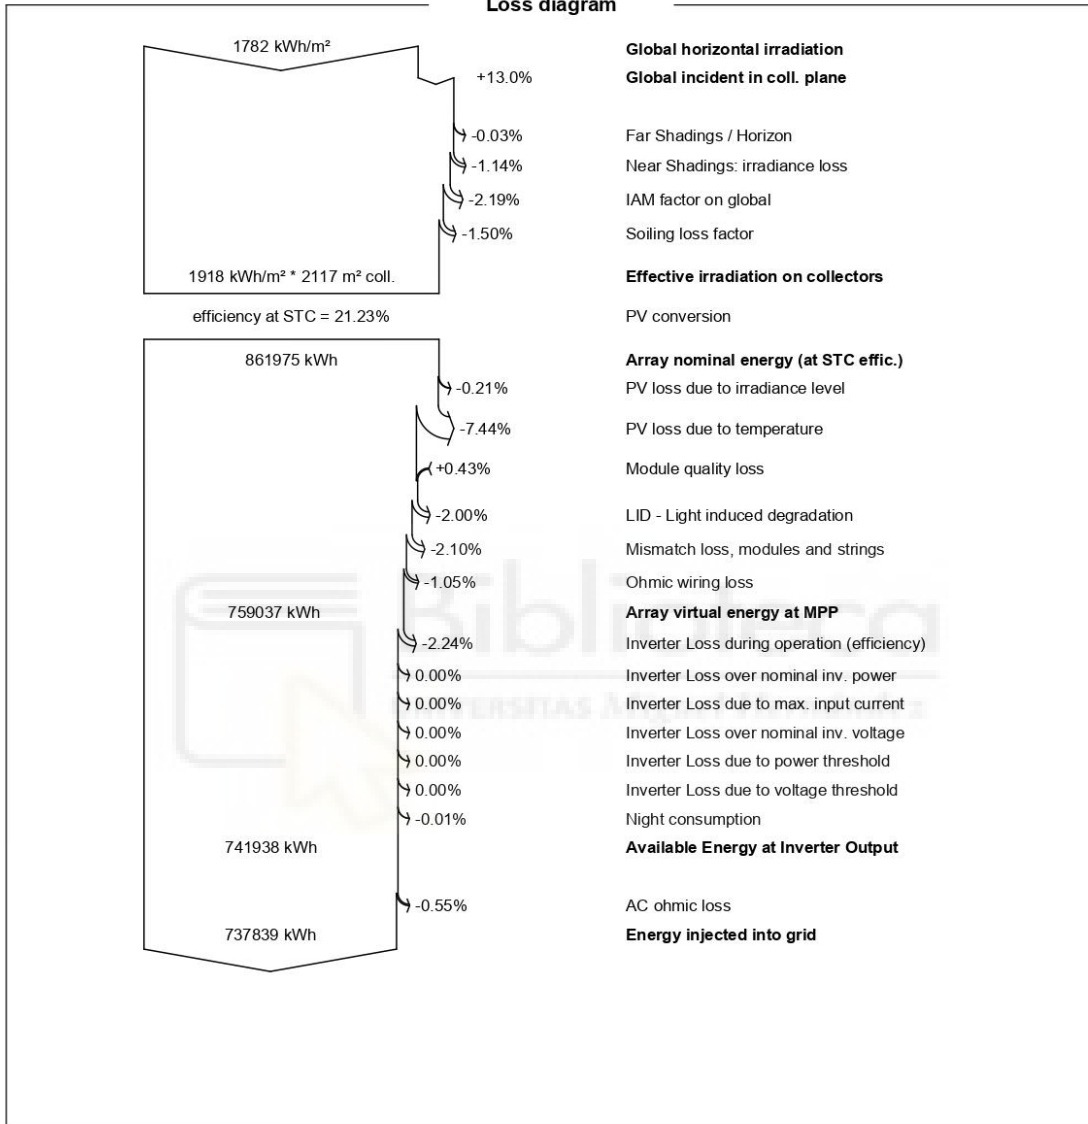 Loss diagram
1782 kWh/m² Global horizontal irradiation
+13.0% Global incident in coll. plane
-0.03% Far Shadings / Horizon
-1.14% Near Shadings: irradiance loss
-2.19% IAM factor on global
-1.50% Soiling loss factor
1918 kWh/m² * 2117 m² coll. Effective irradiation on collectors
efficiency at STC = 21.23% PV conversion
861975 kWh Array nominal energy (at STC effic.)
-0.21% PV loss due to irradiance level
-7.44% PV loss due to temperature
+0.43% Module quality loss
-2.00% LID - Light induced degradation
-2.10% Mismatch loss, modules and strings
-1.05% Ohmic wiring loss
Biblioteca
759037 kWh Array virtual energy at MPP
-2.24% Inverter Loss during operation (efficiency)
0.00% Inverter Loss over nominal inv. power
0.00% Inverter Loss due to max. input current
UNIVERSITAS Miguel Hernández
0.00% Inverter Loss over nominal inv. voltage
0.00% Inverter Loss due to power threshold
0.00% Inverter Loss due to voltage threshold
-0.01% Night consumption
741938 kWh Available Energy at Inverter Output
-0.55% AC ohmic loss
737839 kWh Energy injected into grid